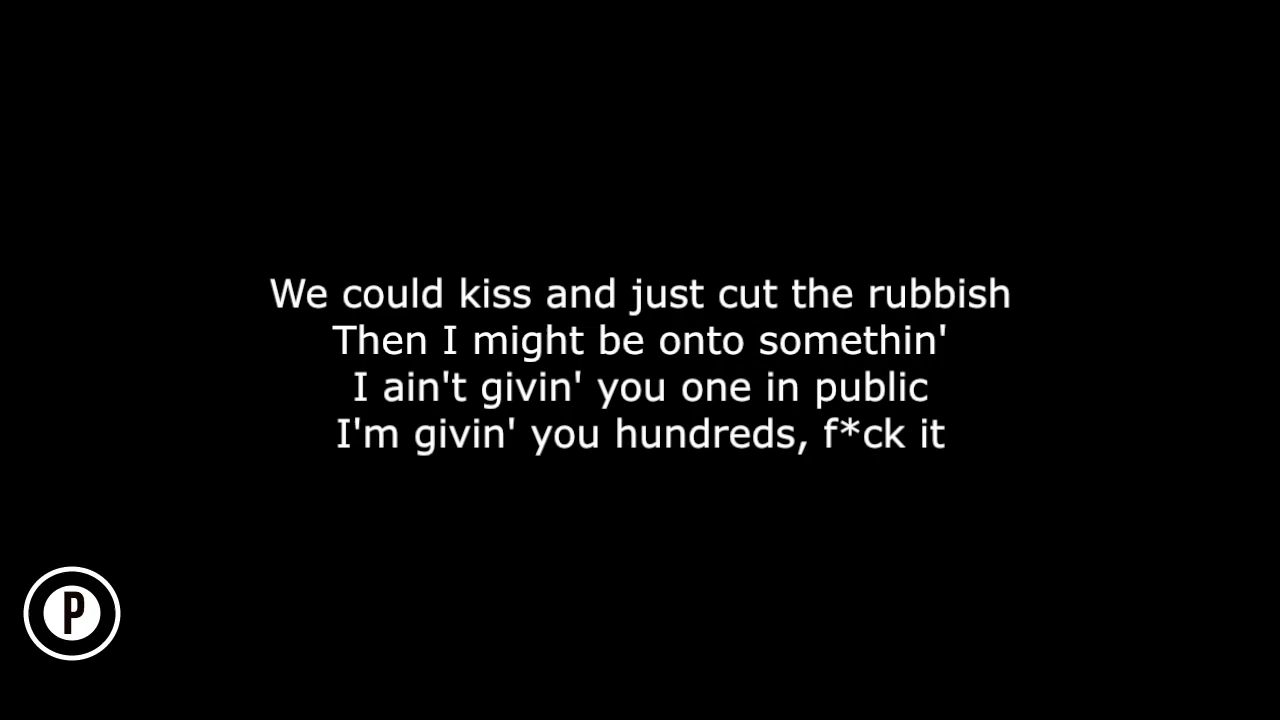 We could kiss and just cut the rubbish
Then I might be onto somethin'
I ain't givin' you one in public
I'm givin' you hundreds, f*ck it
P